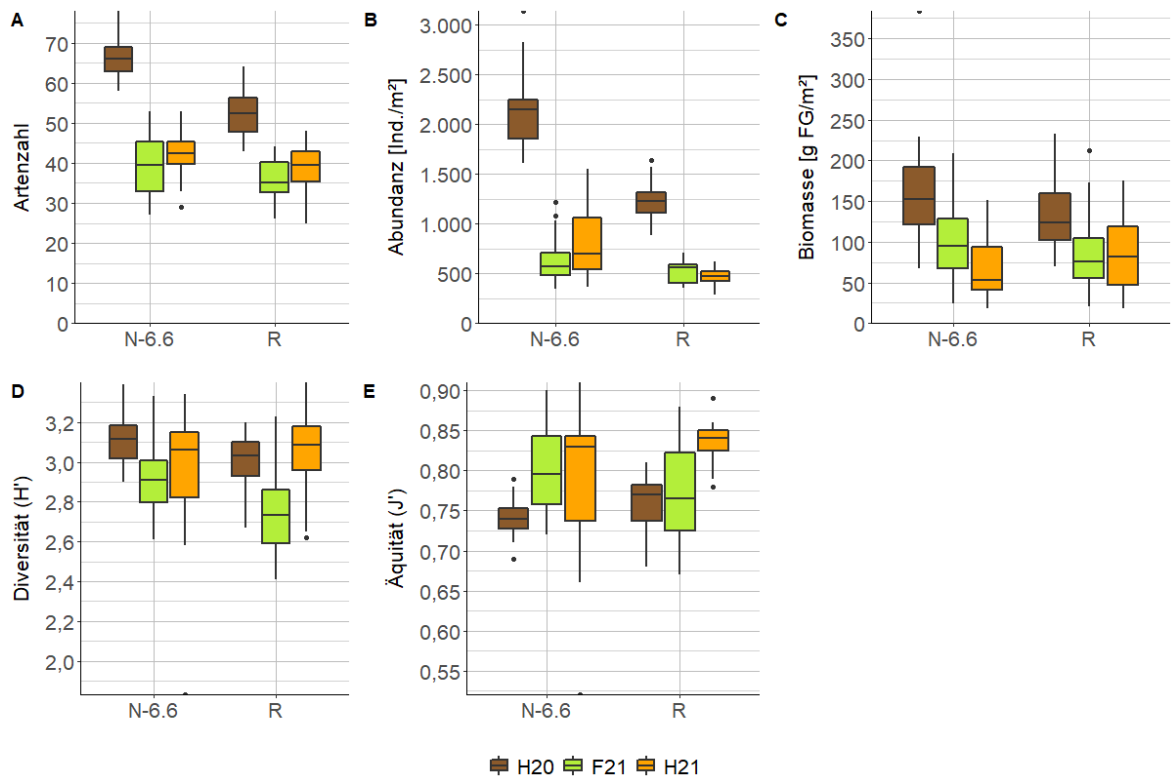 A
Artenzahl
70
60
50
40
30
20
10
0
N-6.6 R
B
Abundanz [Ind./m²]
3.000
2.500
2.000
1.500
1.000
500
0
N-6.6 R
C
Biomasse [g FG/m²]
350
300
250
200
150
100
50
0
N-6.6 R
D
Diversität (H')
3,2
3,0
2,8
2,6
2,4
2,2
2,0
N-6.6 R
E
Äquität (J')
0,90
0,85
0,80
0,75
0,70
0,65
0,60
0,55
N-6.6 R
H20 F21 H21